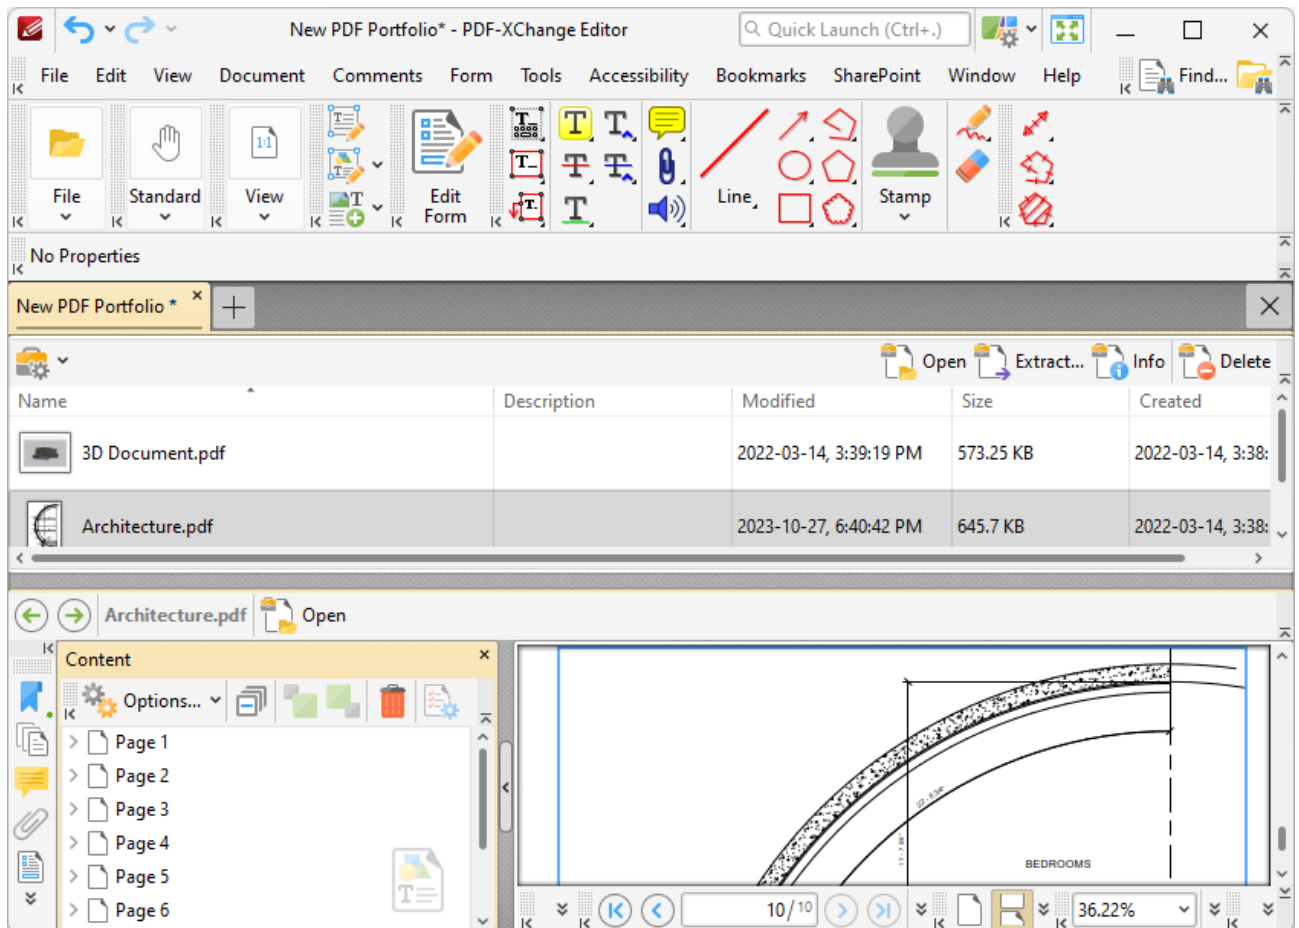 New PDF Portfolio* - PDF-XChange Editor
Quick Launch (Ctrl+.)
File Edit View Document Comments Form Tools Accessibility Bookmarks SharePoint Window Help Find...
File Standard View Edit Form Line Stamp
No Properties
New PDF Portfolio *
Open Extract... Info Delete
Name Description Modified Size Created
3D Document.pdf 2022-03-14, 3:39:19 PM 573.25 KB 2022-03-14, 3:38:
Architecture.pdf 2023-10-27, 6:40:42 PM 645.7 KB 2022-03-14, 3:38:
Architecture.pdf Open
Content
Options...
Page 1
Page 2
Page 3
Page 4
Page 5
Page 6
BEDROOMS
10/10
36.22%